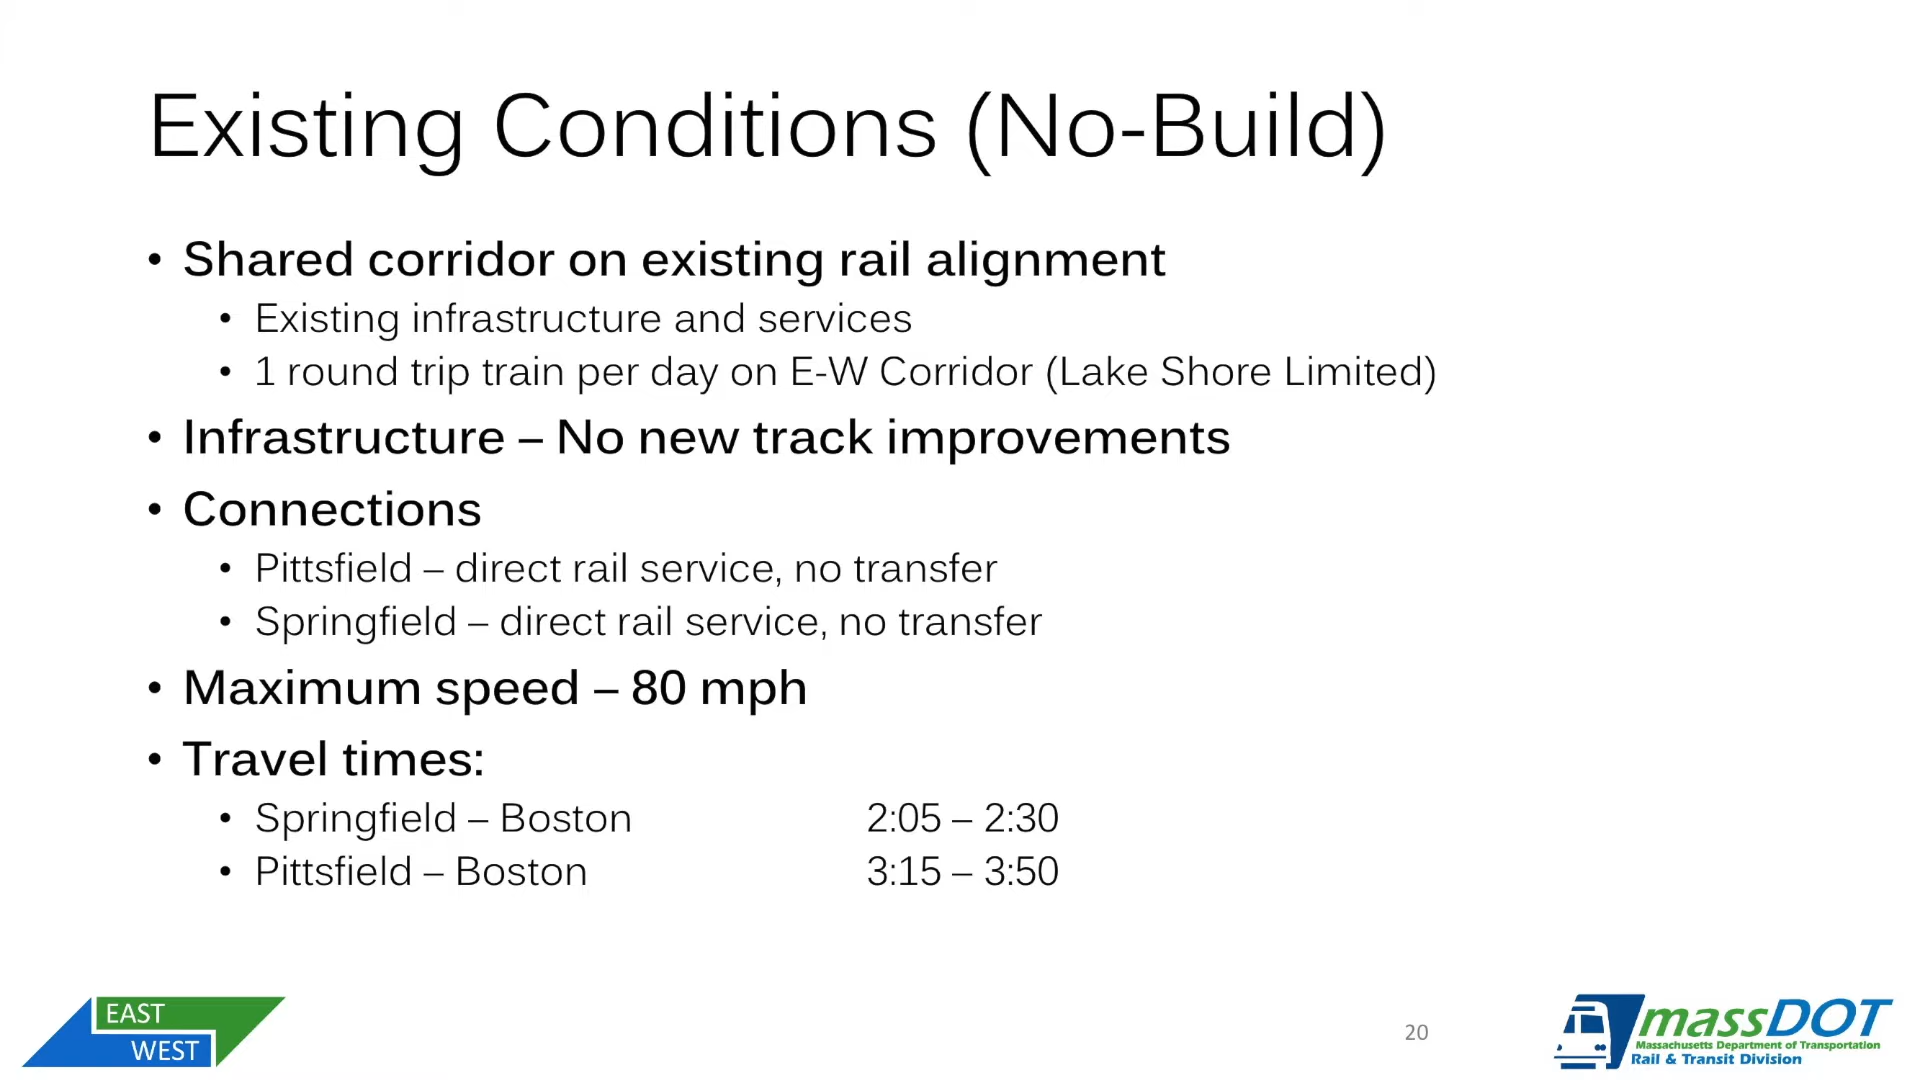 Existing Conditions (No-Build)
• Shared corridor on existing rail alignment
• Existing infrastructure and services
• 1 round trip train per day on E-W Corridor (Lake Shore Limited)
• Infrastructure – No new track improvements
• Connections
• Pittsfield – direct rail service, no transfer
• Springfield – direct rail service, no transfer
• Maximum speed – 80 mph
• Travel times:
• Springfield – Boston 2:05 – 2:30
• Pittsfield – Boston 3:15 – 3:50
EAST
WEST
20
massDOT
Massachusetts Department of Transportation
Rail & Transit Division